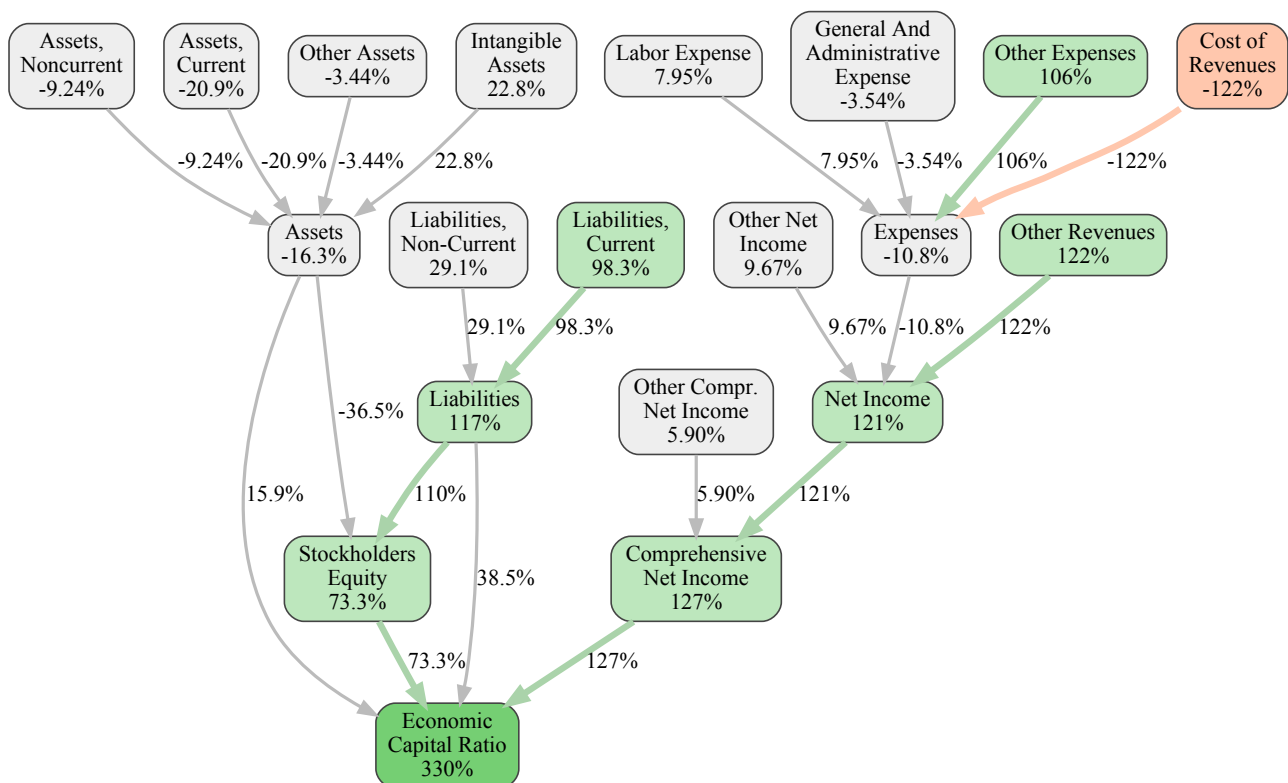 Assets,
Noncurrent
-9.24%
Assets,
Current
-20.9%
Other Assets
-3.44%
Intangible
Assets
22.8%
Labor Expense
7.95%
General And
Administrative
Expense
-3.54%
Other Expenses
106%
Cost of
Revenues
-122%
-9.24%
-20.9%
-3.44%
22.8%
7.95%
-3.54%
106%
-122%
Assets
-16.3%
Liabilities,
Non-Current
29.1%
Liabilities,
Current
98.3%
Other Net
Income
9.67%
Expenses
-10.8%
Other Revenues
122%
29.1%
98.3%
9.67%
-10.8%
122%
-36.5%
Liabilities
117%
Other Compr.
Net Income
5.90%
Net Income
121%
15.9%
110%
5.90%
121%
Stockholders
Equity
73.3%
38.5%
Comprehensive
Net Income
127%
73.3%
127%
Economic
Capital Ratio
330%